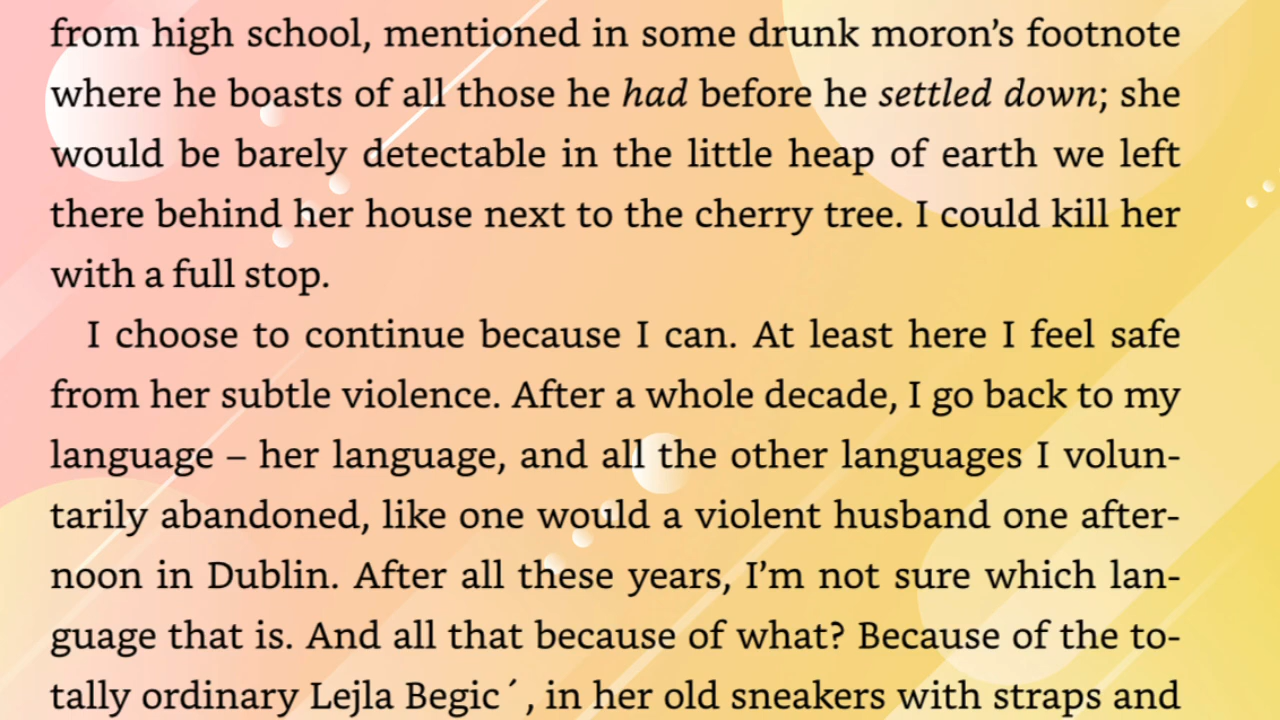 from high school, mentioned in some drunk moron’s footnote
where he boasts of all those he had before he settled down; she
would be barely detectable in the little heap of earth we left
there behind her house next to the cherry tree. I could kill her
with a full stop.
I choose to continue because I can. At least here I feel safe
from her subtle violence. After a whole decade, I go back to my
language – her language, and all the other languages I volun-
tarily abandoned, like one would a violent husband one after-
noon in Dublin. After all these years, I’m not sure which lan-
guage that is. And all that because of what? Because of the to-
tally ordinary Lejla Begic ´, in her old sneakers with straps and